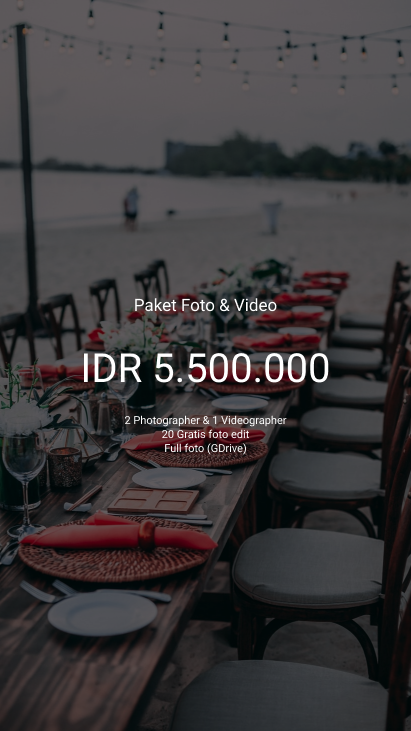 Paket Foto & Video
IDR 5.500.000
2 Photographer & 1 Videographer
20 Gratis foto edit
Full foto (GDrive)